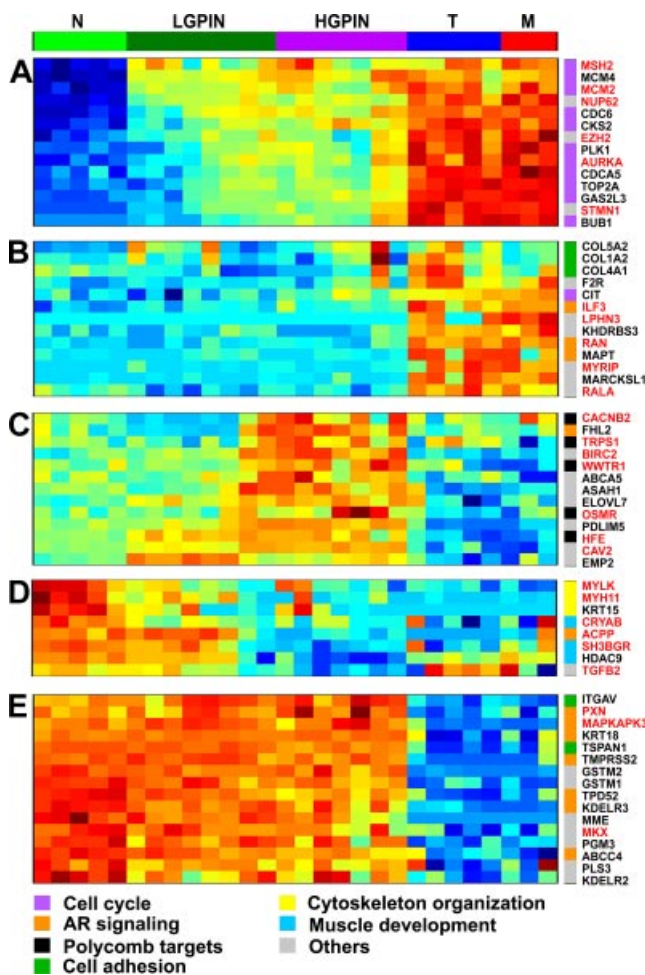 N LGPIN HGPIN T M
A
MSH2
MCM4
MCM2
NUP62
CDC6
CKS2
EZH2
PLK1
AURKA
CDCA5
TOP2A
GAS2L3
STMN1
BUB1
B
COL5A2
COL1A2
COL4A1
F2R
CIT
ILF3
LPHN3
KHDRBS3
RAN
MAPT
MYRIP
MARCKSL1
RALA
C
CACNB2
FHL2
TRPS1
BIRC2
WWTR1
ABCA5
ASAH1
ELOVL7
OSMR
PDLIM5
HFE
CAV2
EMP2
D
MYLK
MYH11
KRT15
CRYAB
ACPP
SH3BGR
HDAC9
TGFB2
E
ITGAV
PXN
MAPKAPK3
KRT18
TSPAN1
TMPRSS2
GSTM2
GSTM1
TPD52
KDELR3
MME
MKX
PGM3
ABCC4
PLS3
KDELR2
Cell cycle
AR signaling
Polycomb targets
Cell adhesion
Cytoskeleton organization
Muscle development
Others